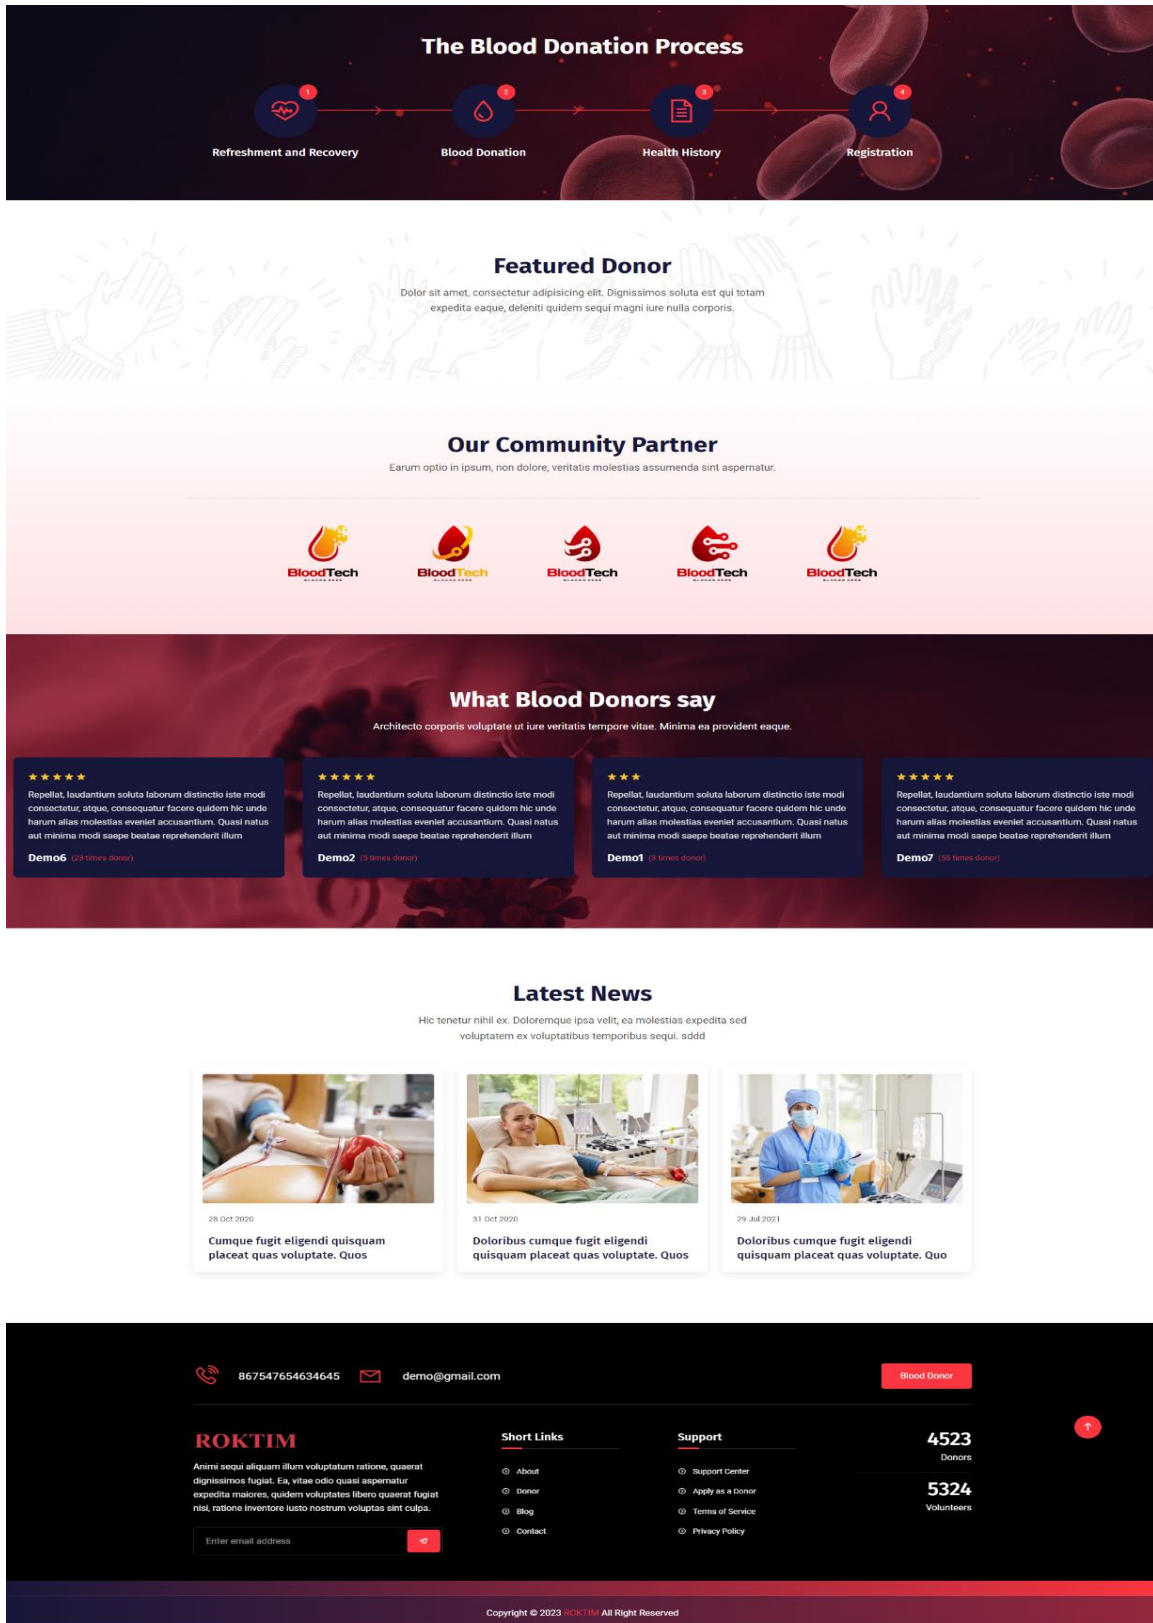 The Blood Donation Process
1
2
3
4
Refreshment and Recovery
Blood Donation
Health History
Registration
Featured Donor
Dolor sit amet, consectetur adipisicing elit. Dignissimos soluta est qui totam
expedita eaque, deleniti quidem sequi magni iure nulla corporis.
Our Community Partner
Earum optio in ipsum, non dolore, veritatis molestias assumenda sint aspernatur.
BloodTech
BloodTech
BloodTech
BloodTech
BloodTech
What Blood Donors say
Architecto corporis voluptate ut iure veritatis tempore vitae. Minima ea provident eaque.
Repellat, laudantium soluta laborum distinctio iste modi
consectetur, atque, consequatur facere quidem hic unde
harum alias molestias eveniet accusantium. Quasi natus
aut minima modi saepe beatae reprehenderit illum
Demo6 (23 times donor)
Repellat, laudantium soluta laborum distinctio iste modi
consectetur, atque, consequatur facere quidem hic unde
harum alias molestias eveniet accusantium. Quasi natus
aut minima modi saepe beatae reprehenderit illum
Demo2 (5 times donor)
Repellat, laudantium soluta laborum distinctio iste modi
consectetur, atque, consequatur facere quidem hic unde
harum alias molestias eveniet accusantium. Quasi natus
aut minima modi saepe beatae reprehenderit illum
Demo1 (3 times donor)
Repellat, laudantium soluta laborum distinctio iste modi
consectetur, atque, consequatur facere quidem hic unde
harum alias molestias eveniet accusantium. Quasi natus
aut minima modi saepe beatae reprehenderit illum
Demo7 (55 times donor)
Latest News
Hic tenetur nihil ex. Doloremque ipsa velit, ea molestias expedita sed
voluptatem ex voluptatibus temporibus sequi. sddd
28 Oct 2020
Cumque fugit eligendi quisquam
placeat quas voluptate. Quos
31 Oct 2020
Doloribus cumque fugit eligendi
quisquam placeat quas voluptate. Quos
29 Jul 2021
Doloribus cumque fugit eligendi
quisquam placeat quas voluptate. Quo
867547654634645
demo@gmail.com
Blood Donor
ROKTIM
Animi sequi aliquam illum voluptatum ratione, quaerat
dignissimos fugiat. Ea, vitae odio quasi aspernatur
expedita maiores, quidem voluptates libero quaerat fugiat
nisi, ratione inventore iusto nostrum voluptas sint culpa.
Enter email address
Short Links
About
Donor
Blog
Contact
Support
Support Center
Apply as a Donor
Terms of Service
Privacy Policy
4523
Donors
5324
Volunteers
Copyright © 2023 ROKTIM All Right Reserved